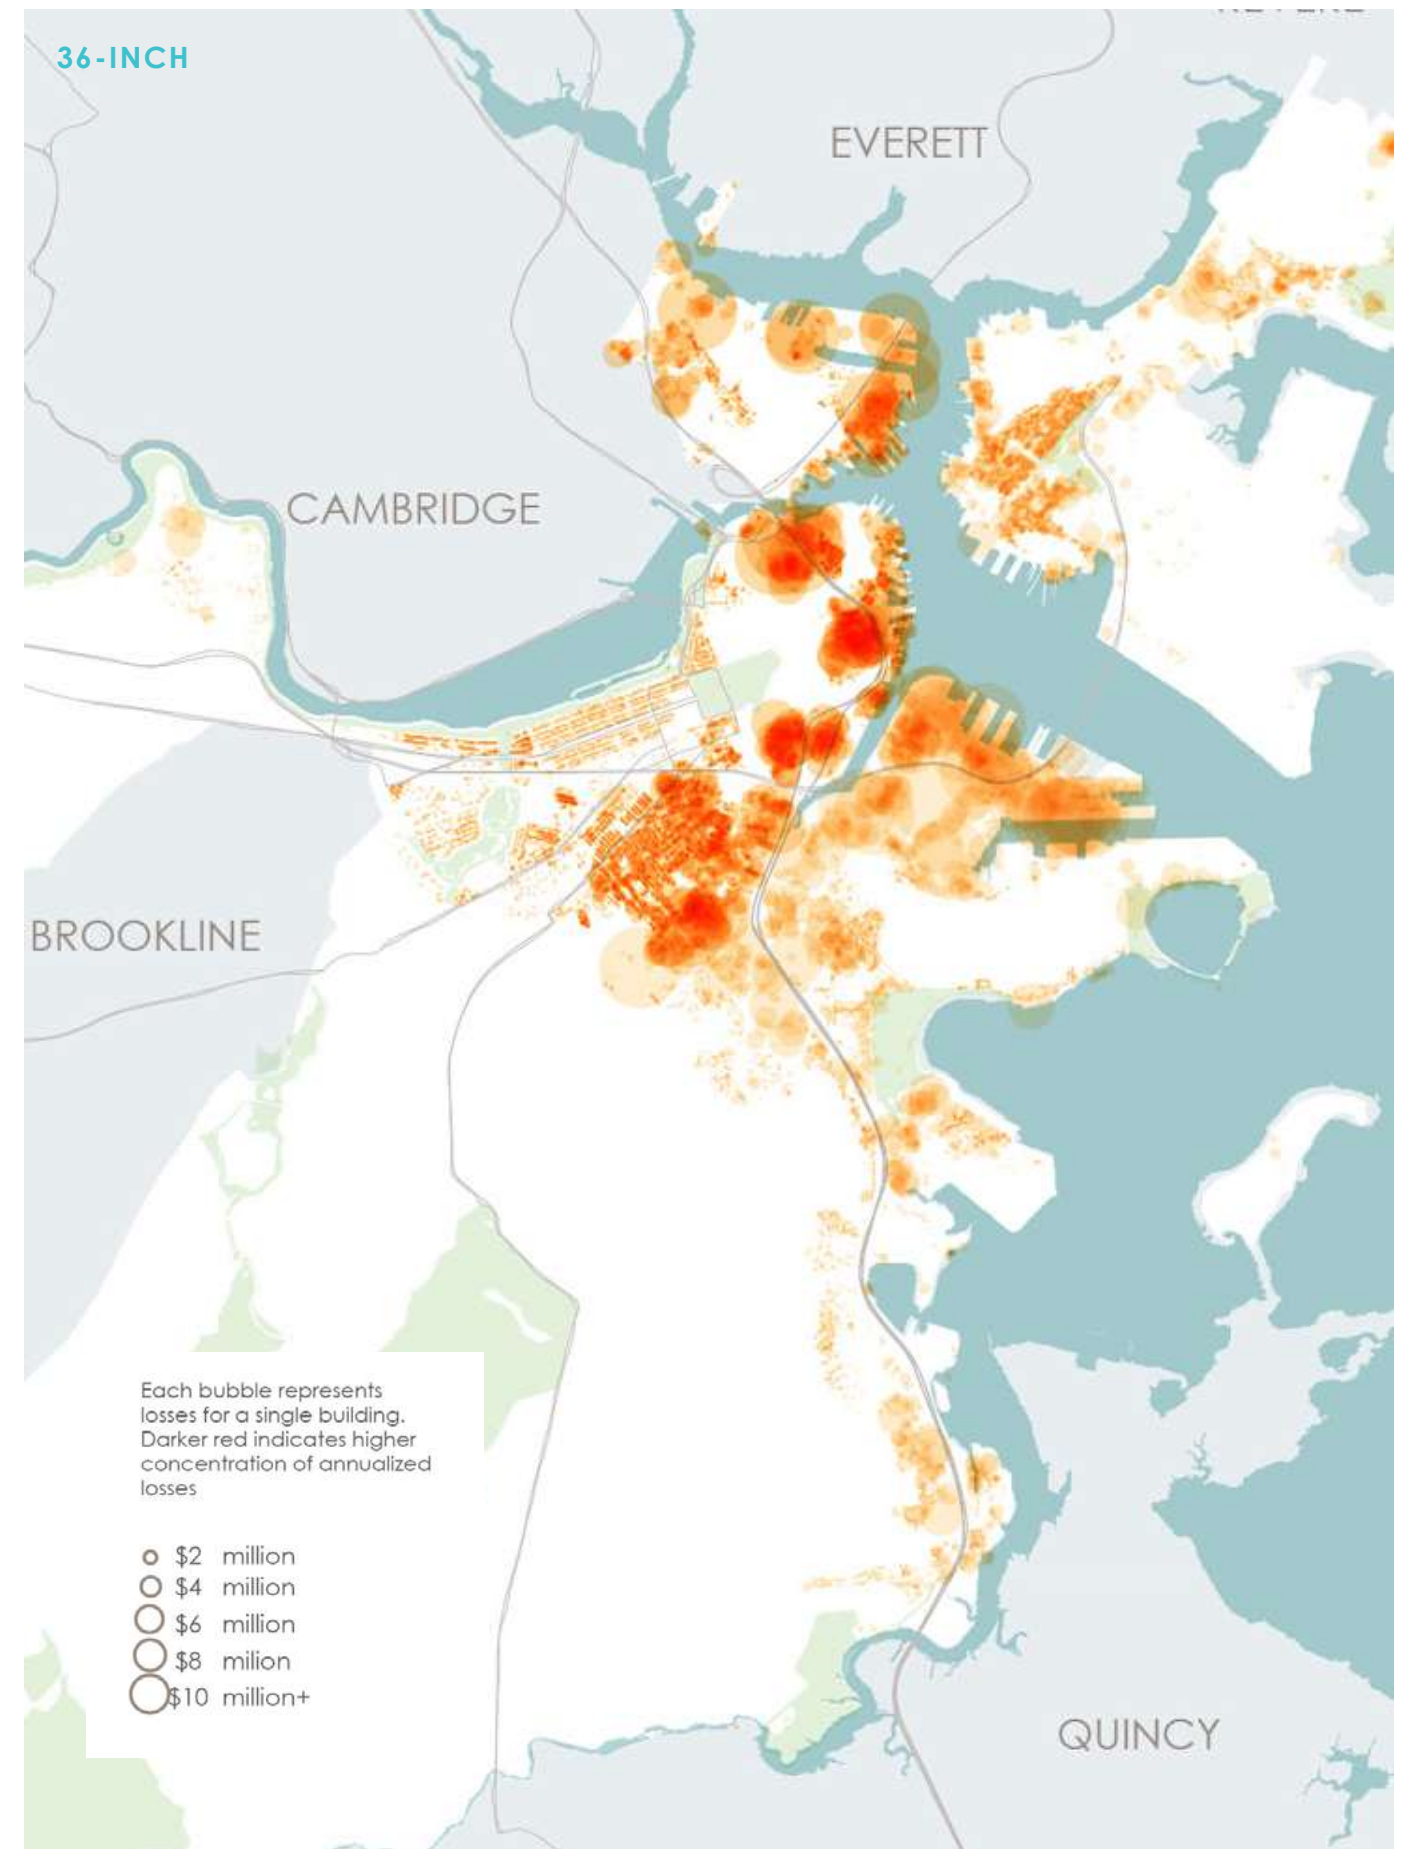 36-INCH
EVERETT
CAMBRIDGE
BROOKLINE
Each bubble represents
losses for a single building.
Darker red indicates higher
concentration of annualized
losses
$2 million
$4 million
$6 million
$8 milion
$10 million+
QUINCY